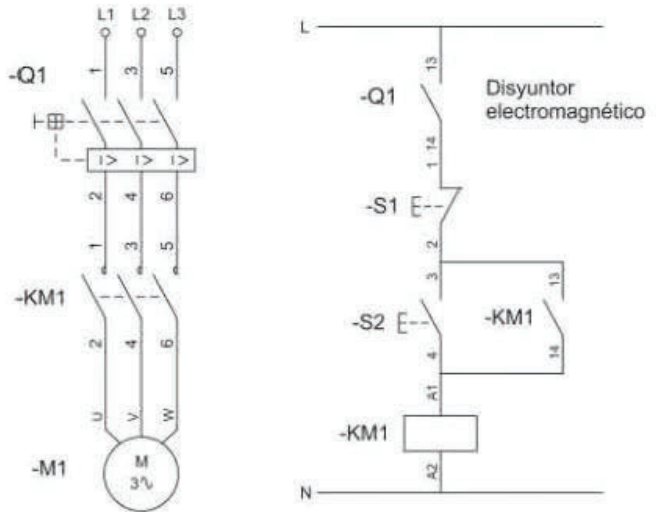 L1 L2 L3
-Q1
1 3 5
I> I> I>
2 4 6
1 3 5
-KM1
2 4 6
U V W
-M1
M
3∿
L
13
-Q1
Disyuntor
electromagnético
14
1
-S1
2
3
13
-S2
-KM1
4
14
A1
-KM1
A2
N